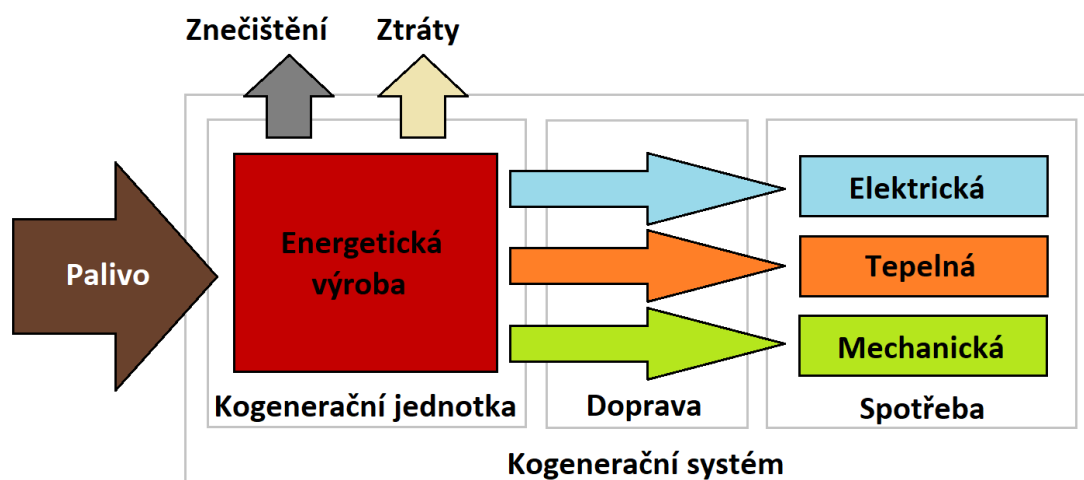 Znečištění
Ztráty
Palivo
Energetická
výroba
Elektrická
Tepelná
Mechanická
Kogenerační jednotka
Doprava
Spotřeba
Kogenerační systém